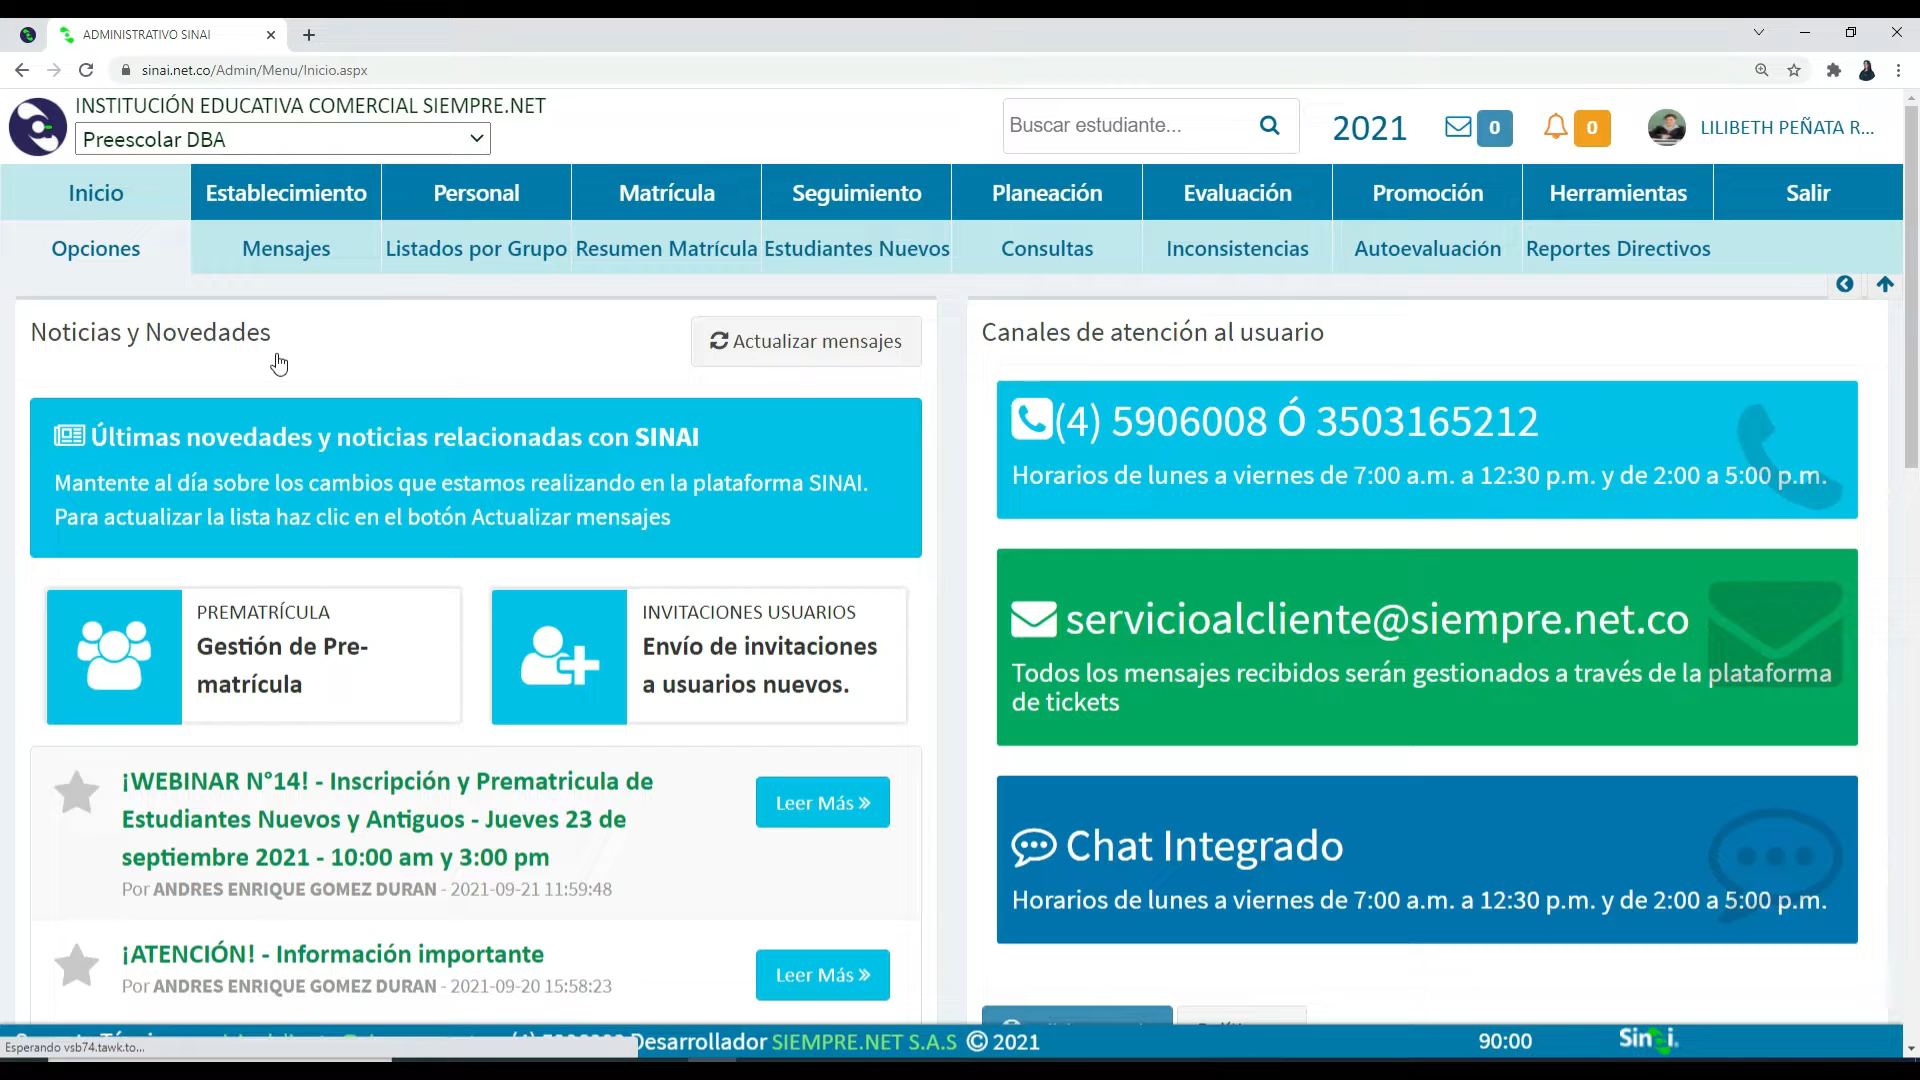 ADMINISTRATIVO SINAI
sinai.net.co/Admin/Menu/Inicio.aspx
INSTITUCIÓN EDUCATIVA COMERCIAL SIEMPRE.NET
Preescolar DBA
Buscar estudiante...
2021
0
0
LILIBETH PEÑATA R...
Inicio
Establecimiento
Personal
Matrícula
Seguimiento
Planeación
Evaluación
Promoción
Herramientas
Salir
Opciones
Mensajes
Listados por Grupo
Resumen Matrícula
Estudiantes Nuevos
Consultas
Inconsistencias
Autoevaluación
Reportes Directivos
Noticias y Novedades
Actualizar mensajes
Últimas novedades y noticias relacionadas con SINAI
Mantente al día sobre los cambios que estamos realizando en la plataforma SINAI.
Para actualizar la lista haz clic en el botón Actualizar mensajes
PREMATRÍCULA
Gestión de Pre-
matrícula
INVITACIONES USUARIOS
Envío de invitaciones
a usuarios nuevos.
¡WEBINAR N°14! - Inscripción y Prematricula de
Estudiantes Nuevos y Antiguos - Jueves 23 de
septiembre 2021 - 10:00 am y 3:00 pm
Por ANDRES ENRIQUE GOMEZ DURAN - 2021-09-21 11:59:48
Leer Más »
¡ATENCIÓN! - Información importante
Por ANDRES ENRIQUE GOMEZ DURAN - 2021-09-20 15:58:23
Leer Más »
Canales de atención al usuario
(4) 5906008 Ó 3503165212
Horarios de lunes a viernes de 7:00 a.m. a 12:30 p.m. y de 2:00 a 5:00 p.m.
servicioalcliente@siempre.net.co
Todos los mensajes recibidos serán gestionados a través de la plataforma
de tickets
Chat Integrado
Horarios de lunes a viernes de 7:00 a.m. a 12:30 p.m. y de 2:00 a 5:00 p.m.
Desarrollador SIEMPRE.NET S.A.S © 2021
90:00
Sinai.
Esperando vsb74.tawk.to...